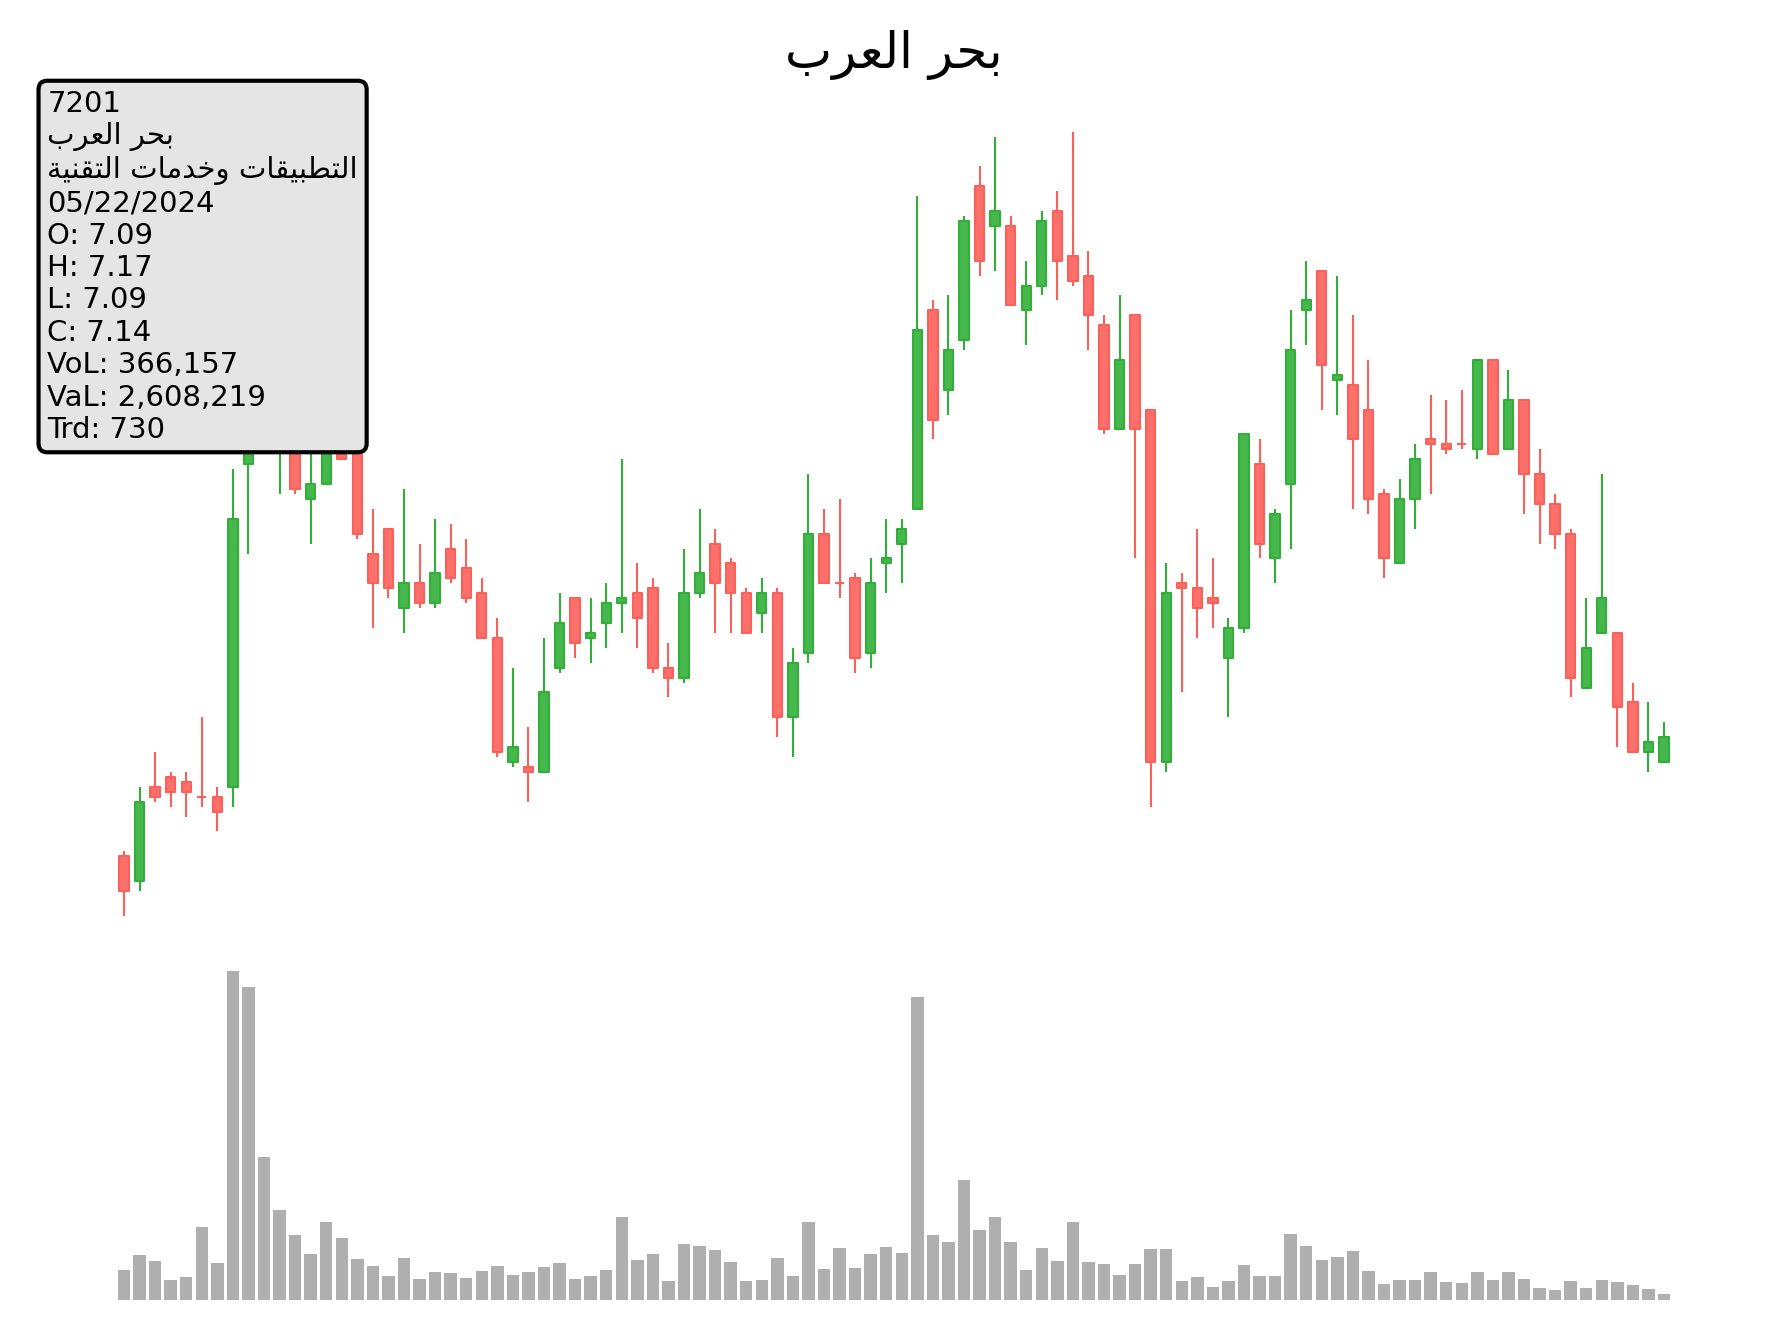 بحر العرب
7201
بحر العرب
التطبيقات وخدمات التقنية
05/22/2024
O: 7.09
H: 7.17
L: 7.09
C: 7.14
VoL: 366,157
VaL: 2,608,219
Trd: 730